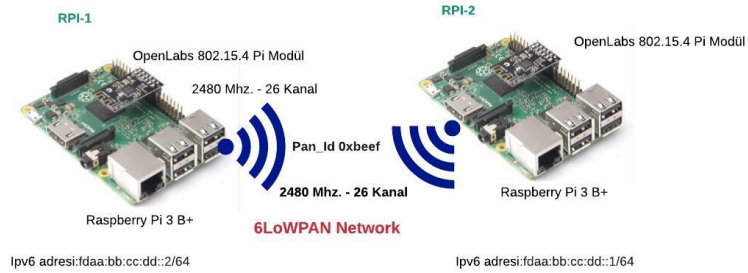 RPI-1
RPI-2
OpenLabs 802.15.4 Pi Modül
OpenLabs 802.15.4 Pi Modül
2480 Mhz. - 26 Kanal
Pan_Id 0xbeef
2480 Mhz. - 26 Kanal
Raspberry Pi 3 B+
Raspberry Pi 3 B+
6LoWPAN Network
Ipv6 adresi:fdaa:bb:cc:dd::2/64
Ipv6 adresi:fdaa:bb:cc:dd::1/64